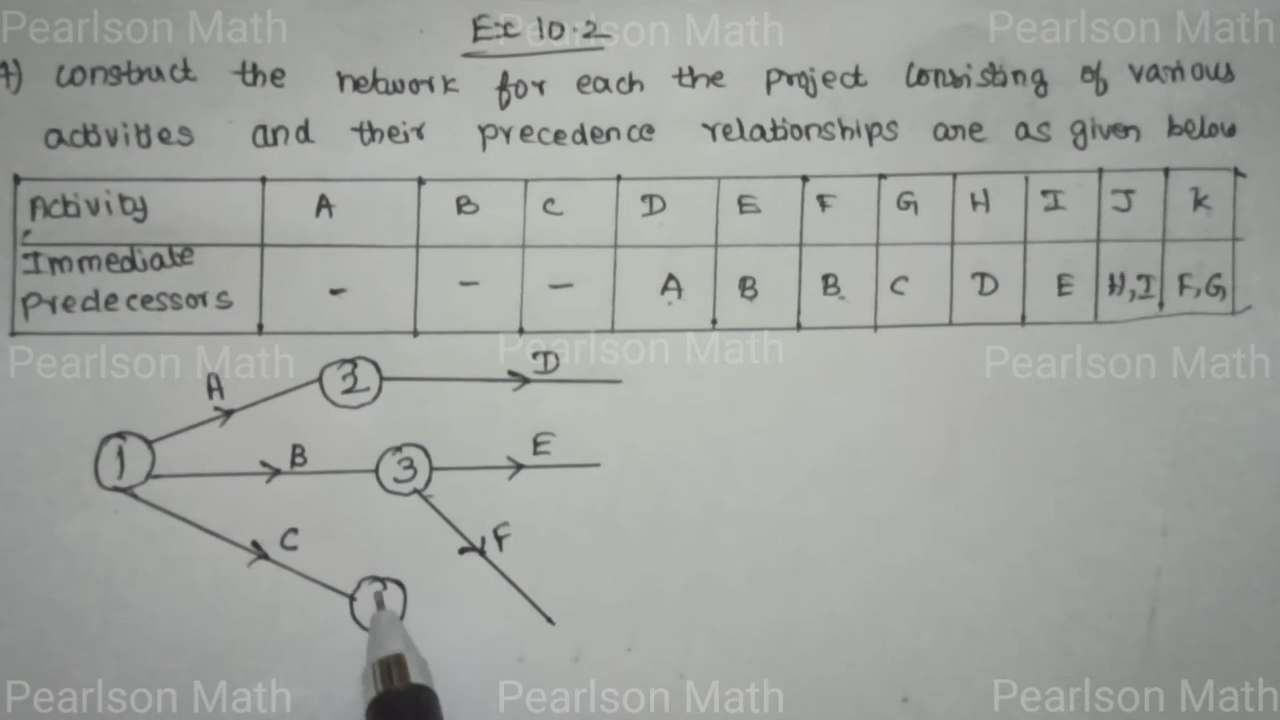 Pearlson Math Pearlson Math Pearlson Math
Ex 10.2
construct the network for each the project consisting of various
activities and their precedence relationships are as given below
Activity A B C D E F G H I J K
Immediate
predecessors - - - A B B C D E H,I F,G
Pearlson Math Pearlson Math Pearlson Math
A 2 D
1 B 3 E
C F
Pearlson Math Pearlson Math Pearlson Math